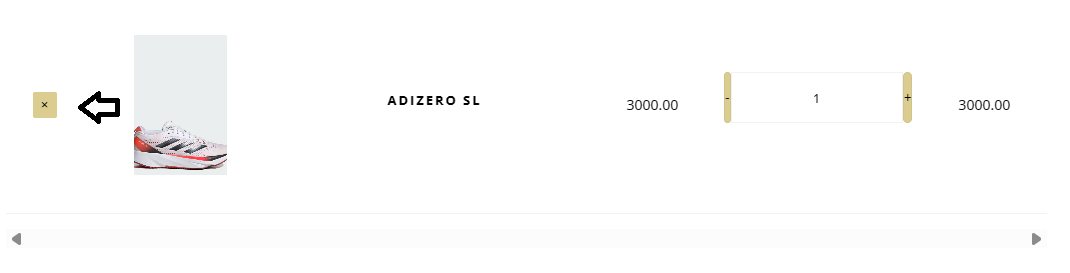 ×
ADIZERO SL
3000.00
- 1 +
3000.00